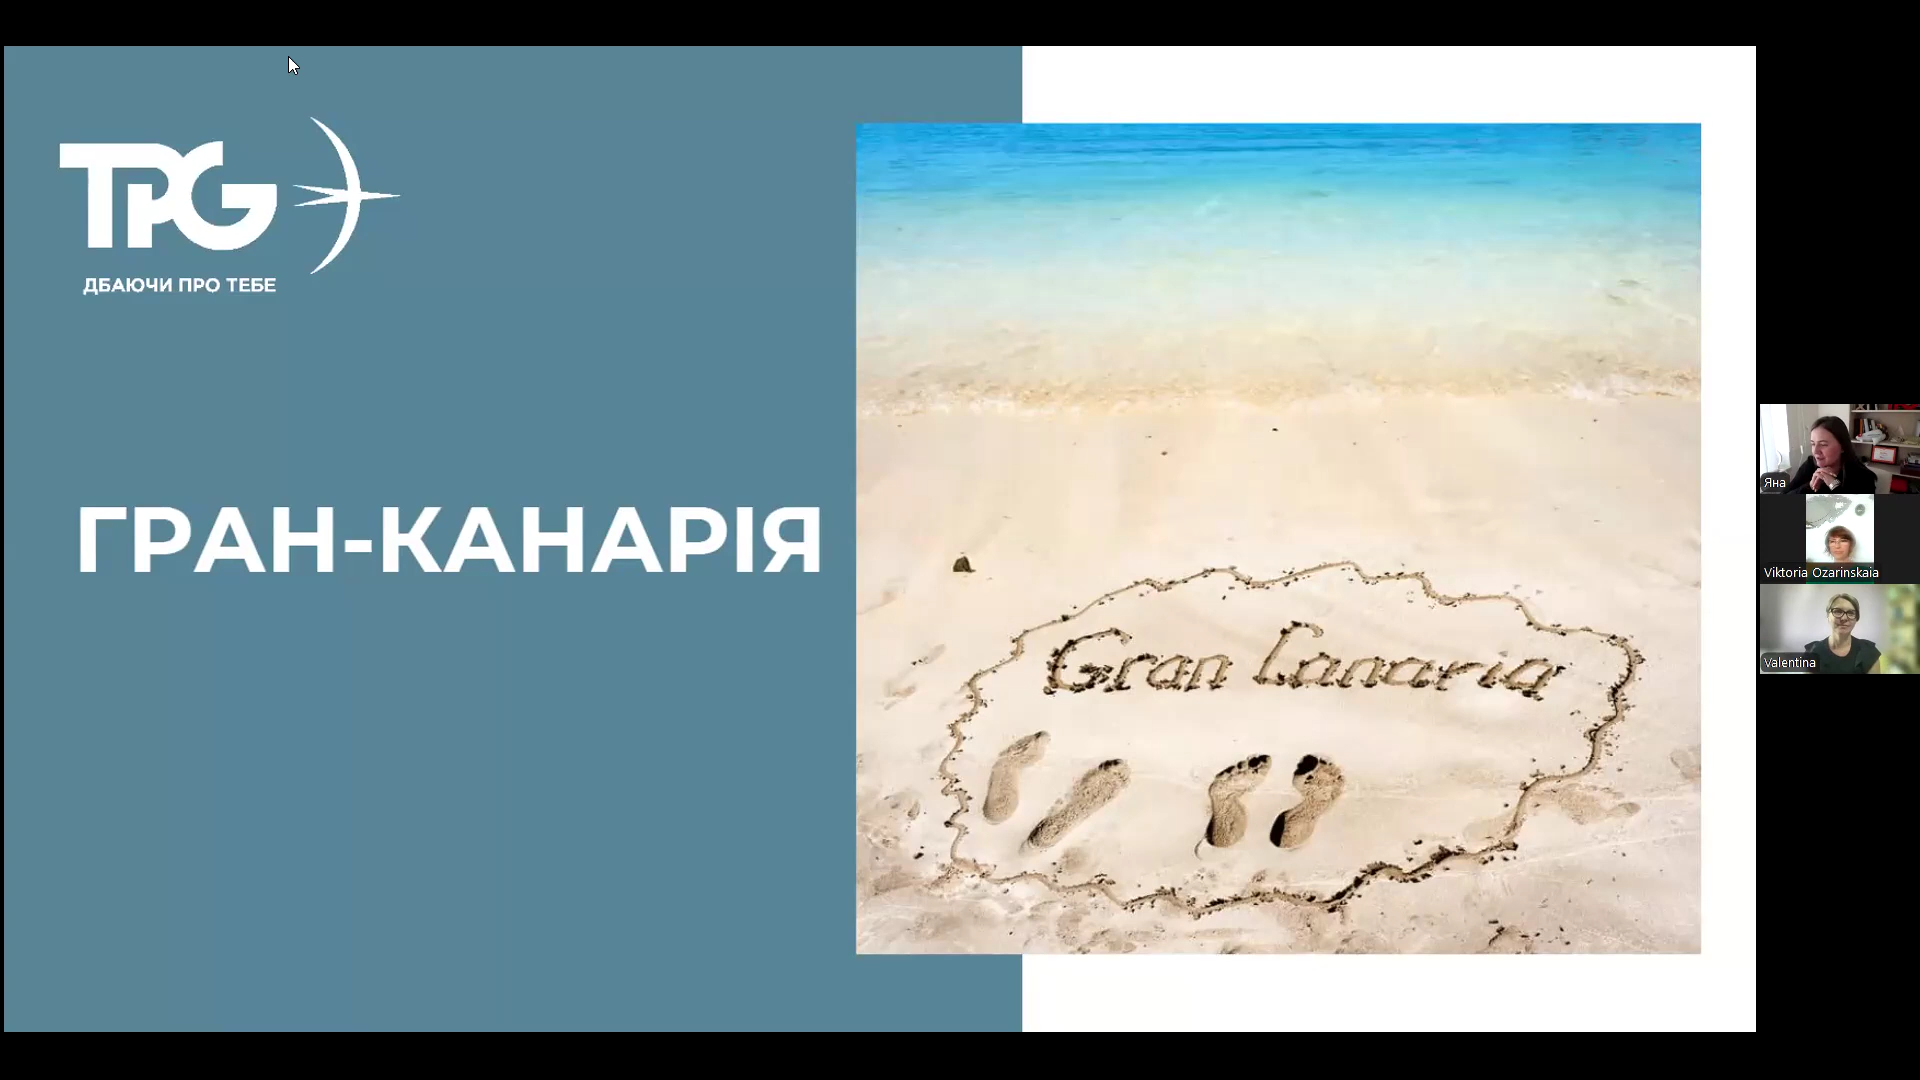 TPG
ДБАЮЧИ ПРО ТЕБЕ
ГРАН-КАНАРІЯ
Gran Canaria
Яна
Viktoria Ozarinskaia
Valentina